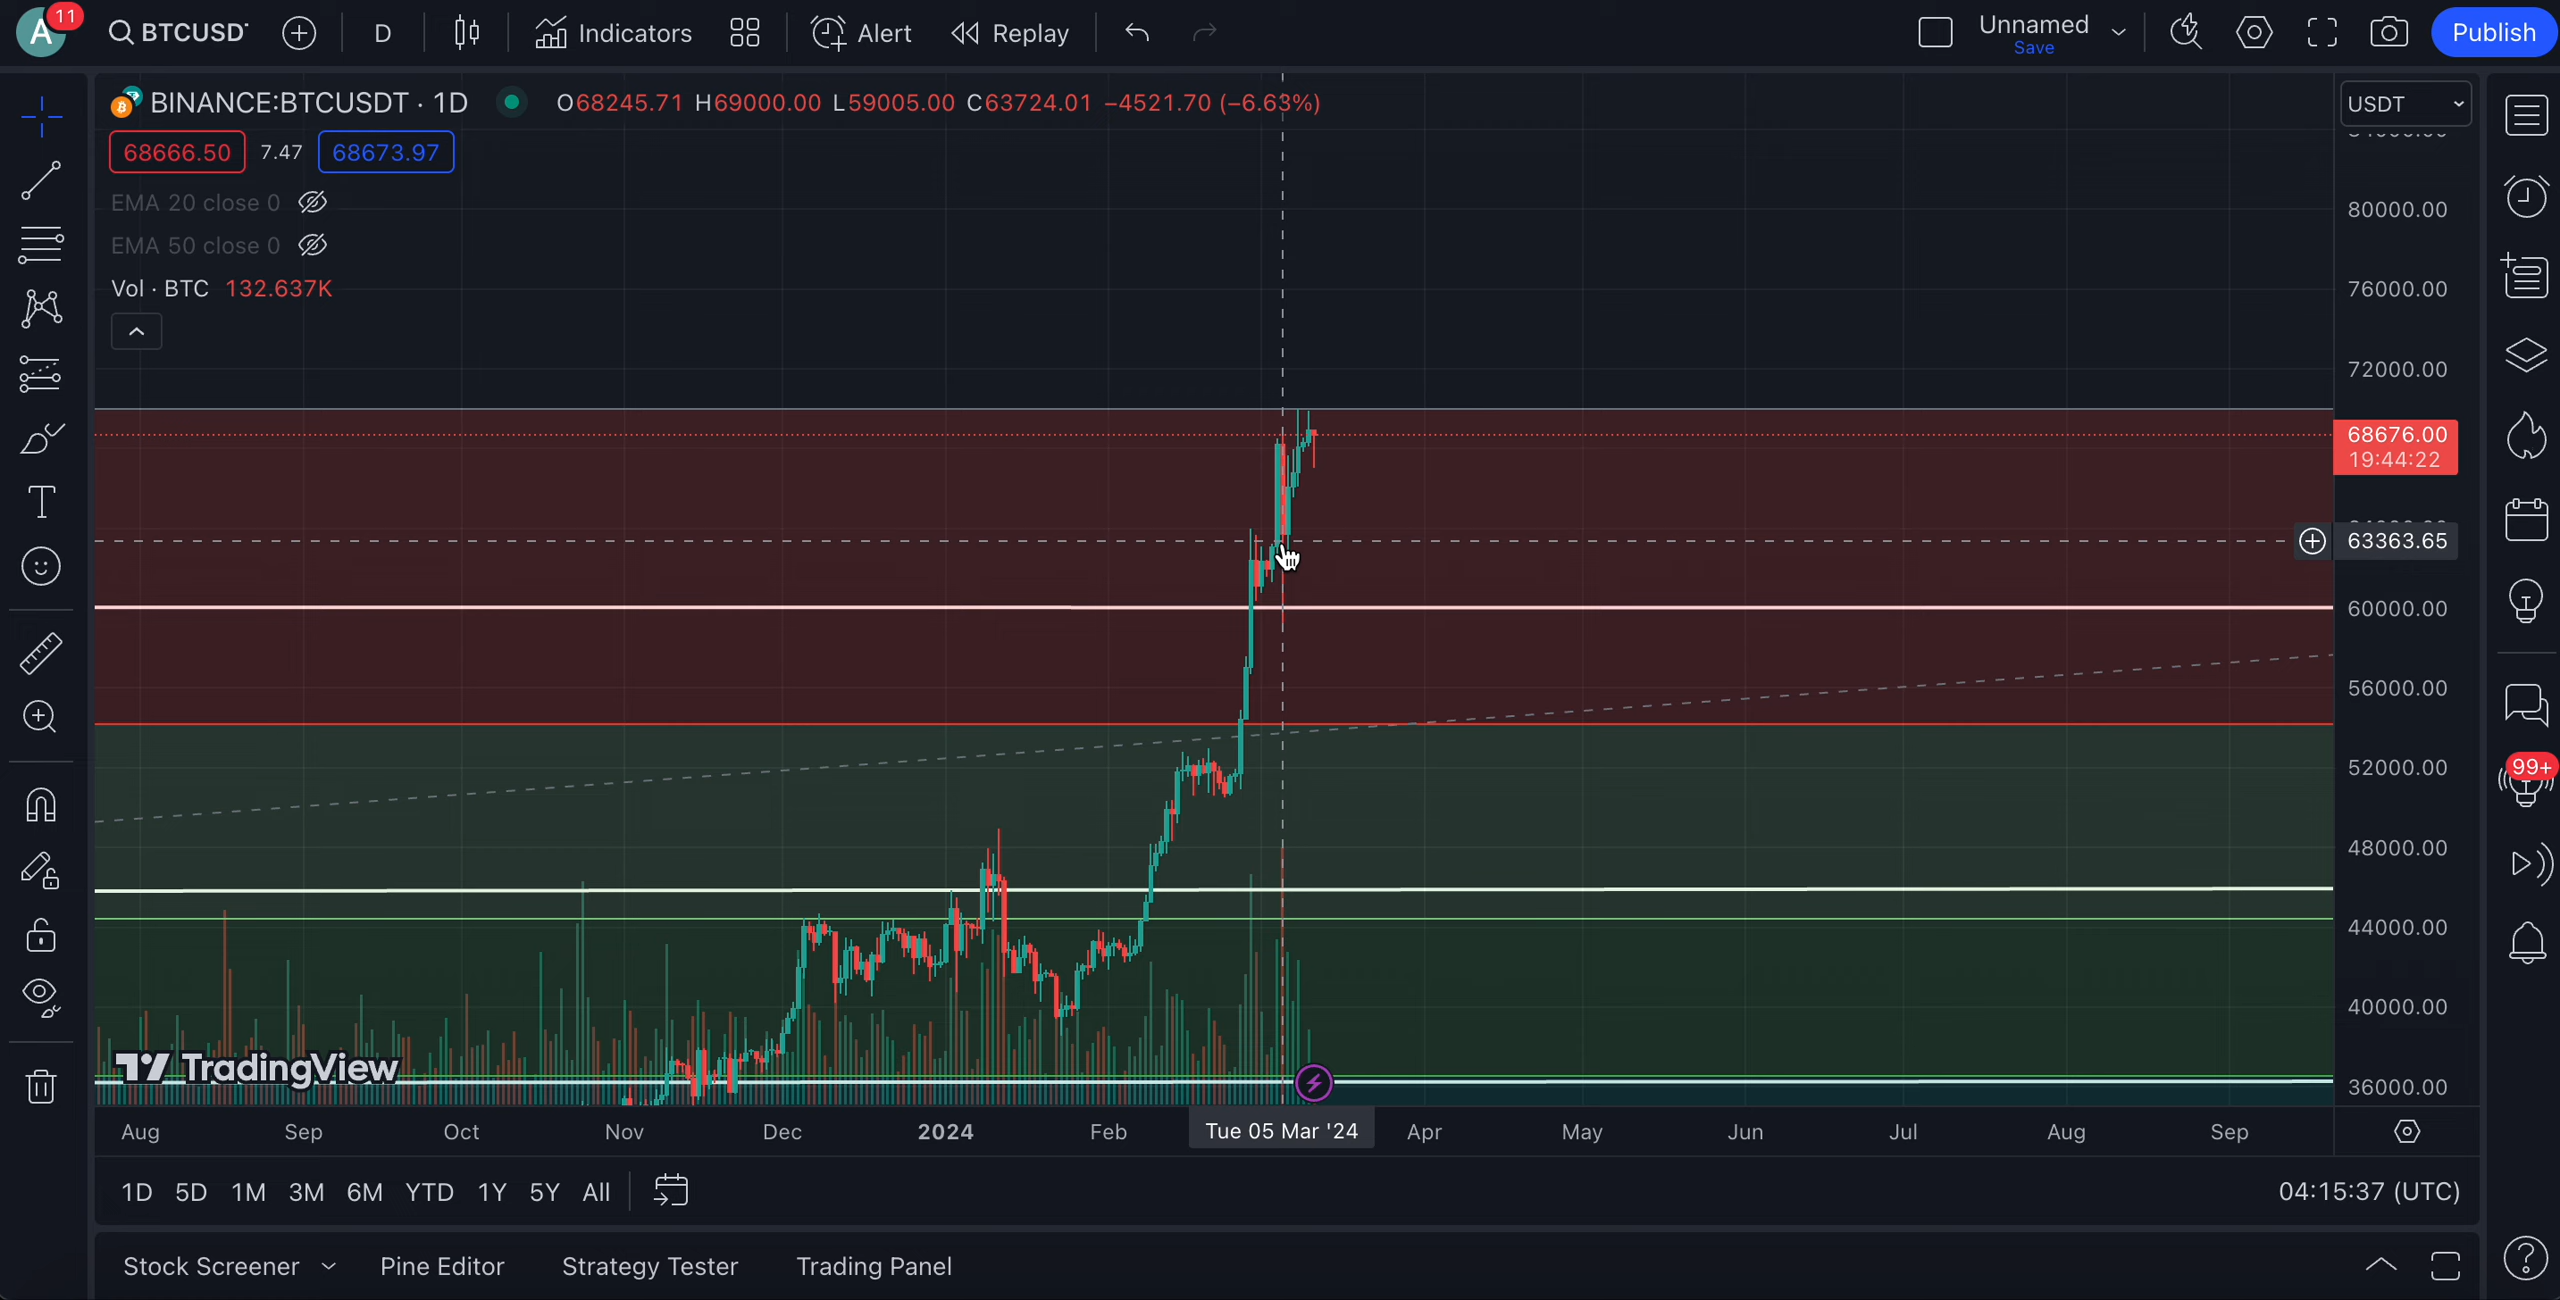 A 11 BTCUSDT + D Indicators Alert Replay Unnamed Save Publish
BINANCE:BTCUSDT · 1D O68245.71 H69000.00 L59005.00 C63724.01 −4521.70 (−6.63%) USDT
68666.50 7.47 68673.97
EMA 20 close 0
EMA 50 close 0
Vol · BTC 132.637K
80000.00
76000.00
72000.00
68676.00
19:44:22
63363.65
60000.00
56000.00
52000.00
48000.00
44000.00
40000.00
36000.00
99+
TradingView
Aug Sep Oct Nov Dec 2024 Feb Tue 05 Mar '24 Apr May Jun Jul Aug Sep
1D 5D 1M 3M 6M YTD 1Y 5Y All 04:15:37 (UTC)
Stock Screener Pine Editor Strategy Tester Trading Panel